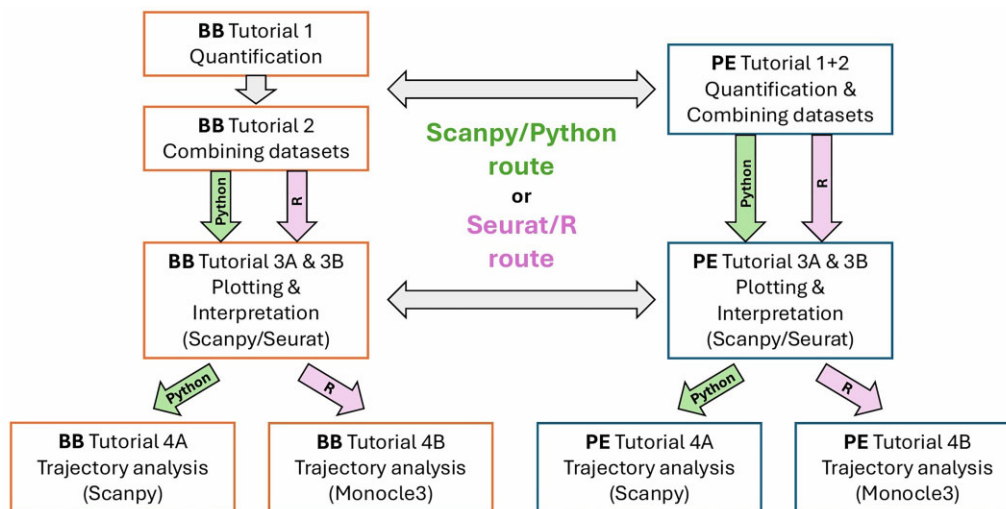 BB Tutorial 1
Quantification
BB Tutorial 2
Combining datasets
Python
R
BB Tutorial 3A & 3B
Plotting &
Interpretation
(Scanpy/Seurat)
Python
R
BB Tutorial 4A
Trajectory analysis
(Scanpy)
BB Tutorial 4B
Trajectory analysis
(Monocle3)
Scanpy/Python
route
or
Seurat/R
route
PE Tutorial 1+2
Quantification &
Combining datasets
Python
R
PE Tutorial 3A & 3B
Plotting &
Interpretation
(Scanpy/Seurat)
Python
R
PE Tutorial 4A
Trajectory analysis
(Scanpy)
PE Tutorial 4B
Trajectory analysis
(Monocle3)